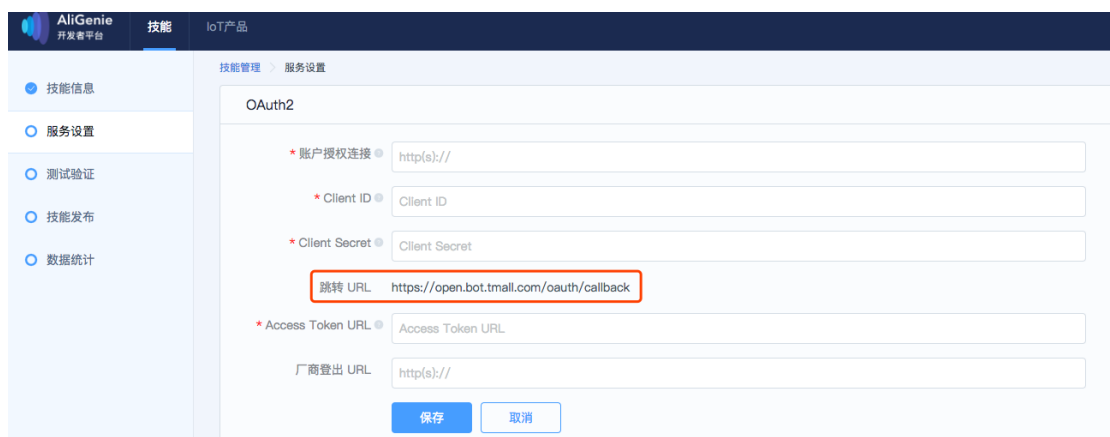 AliGenie
开发者平台
技能
IoT产品
技能管理 > 服务设置
技能信息
服务设置
测试验证
技能发布
数据统计
OAuth2
* 账户授权连接 http(s)://
* Client ID Client ID
* Client Secret Client Secret
跳转 URL https://open.bot.tmall.com/oauth/callback
* Access Token URL Access Token URL
厂商登出 URL http(s)://
保存 取消